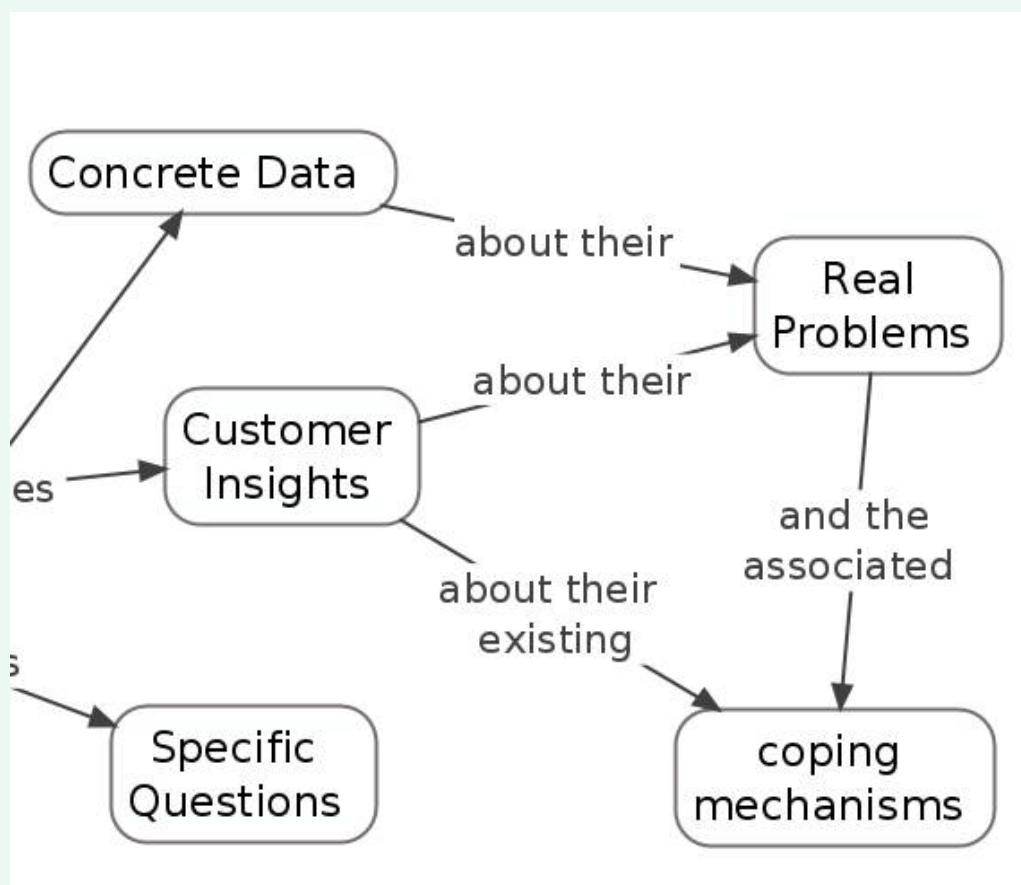 Concrete Data
about their
Real
Problems
about their
Customer
Insights
es
and the
associated
about their
existing
s
Specific
Questions
coping
mechanisms